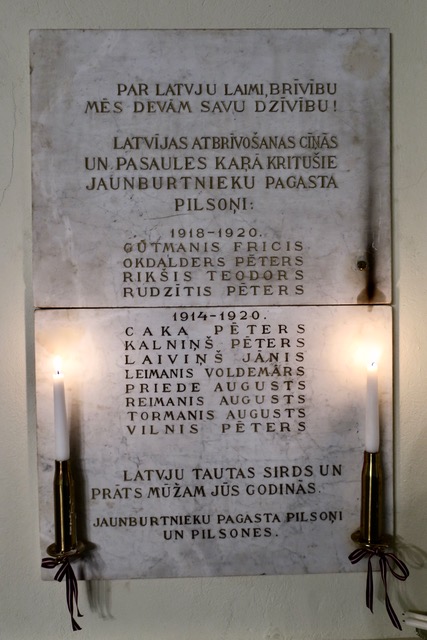 PAR LATVJU LAIMI, BRĪVĪBU
MĒS DEVĀM SAVU DZĪVĪBU!
LATVĪJAS ATBRĪVOŠANAS CĪŅĀS
UN PASAULES KAŖĀ KRITUŠIE
JAUNBURTNIEKU PAGASTA
PILSOŅI:
1918-1920.
GŪTMANIS FRICIS
OKDALDERS PĒTERS
RIKŠIS TEODORS
RUDZĪTIS PĒTERS
1914-1920.
CAKA PĒTERS
KALNIŅŠ PĒTERS
LAIVIŅŠ JĀNIS
LEIMANIS VOLDEMĀRS
PRIEDE AUGUSTS
REIMANIS AUGUSTS
TORMANIS AUGUSTS
VILNIS PĒTERS
LATVJU TAUTAS SIRDS UN
PRĀTS MŪŽAM JŪS GODINĀS.
JAUNBURTNIEKU PAGASTA PILSOŅI
UN PILSONES.